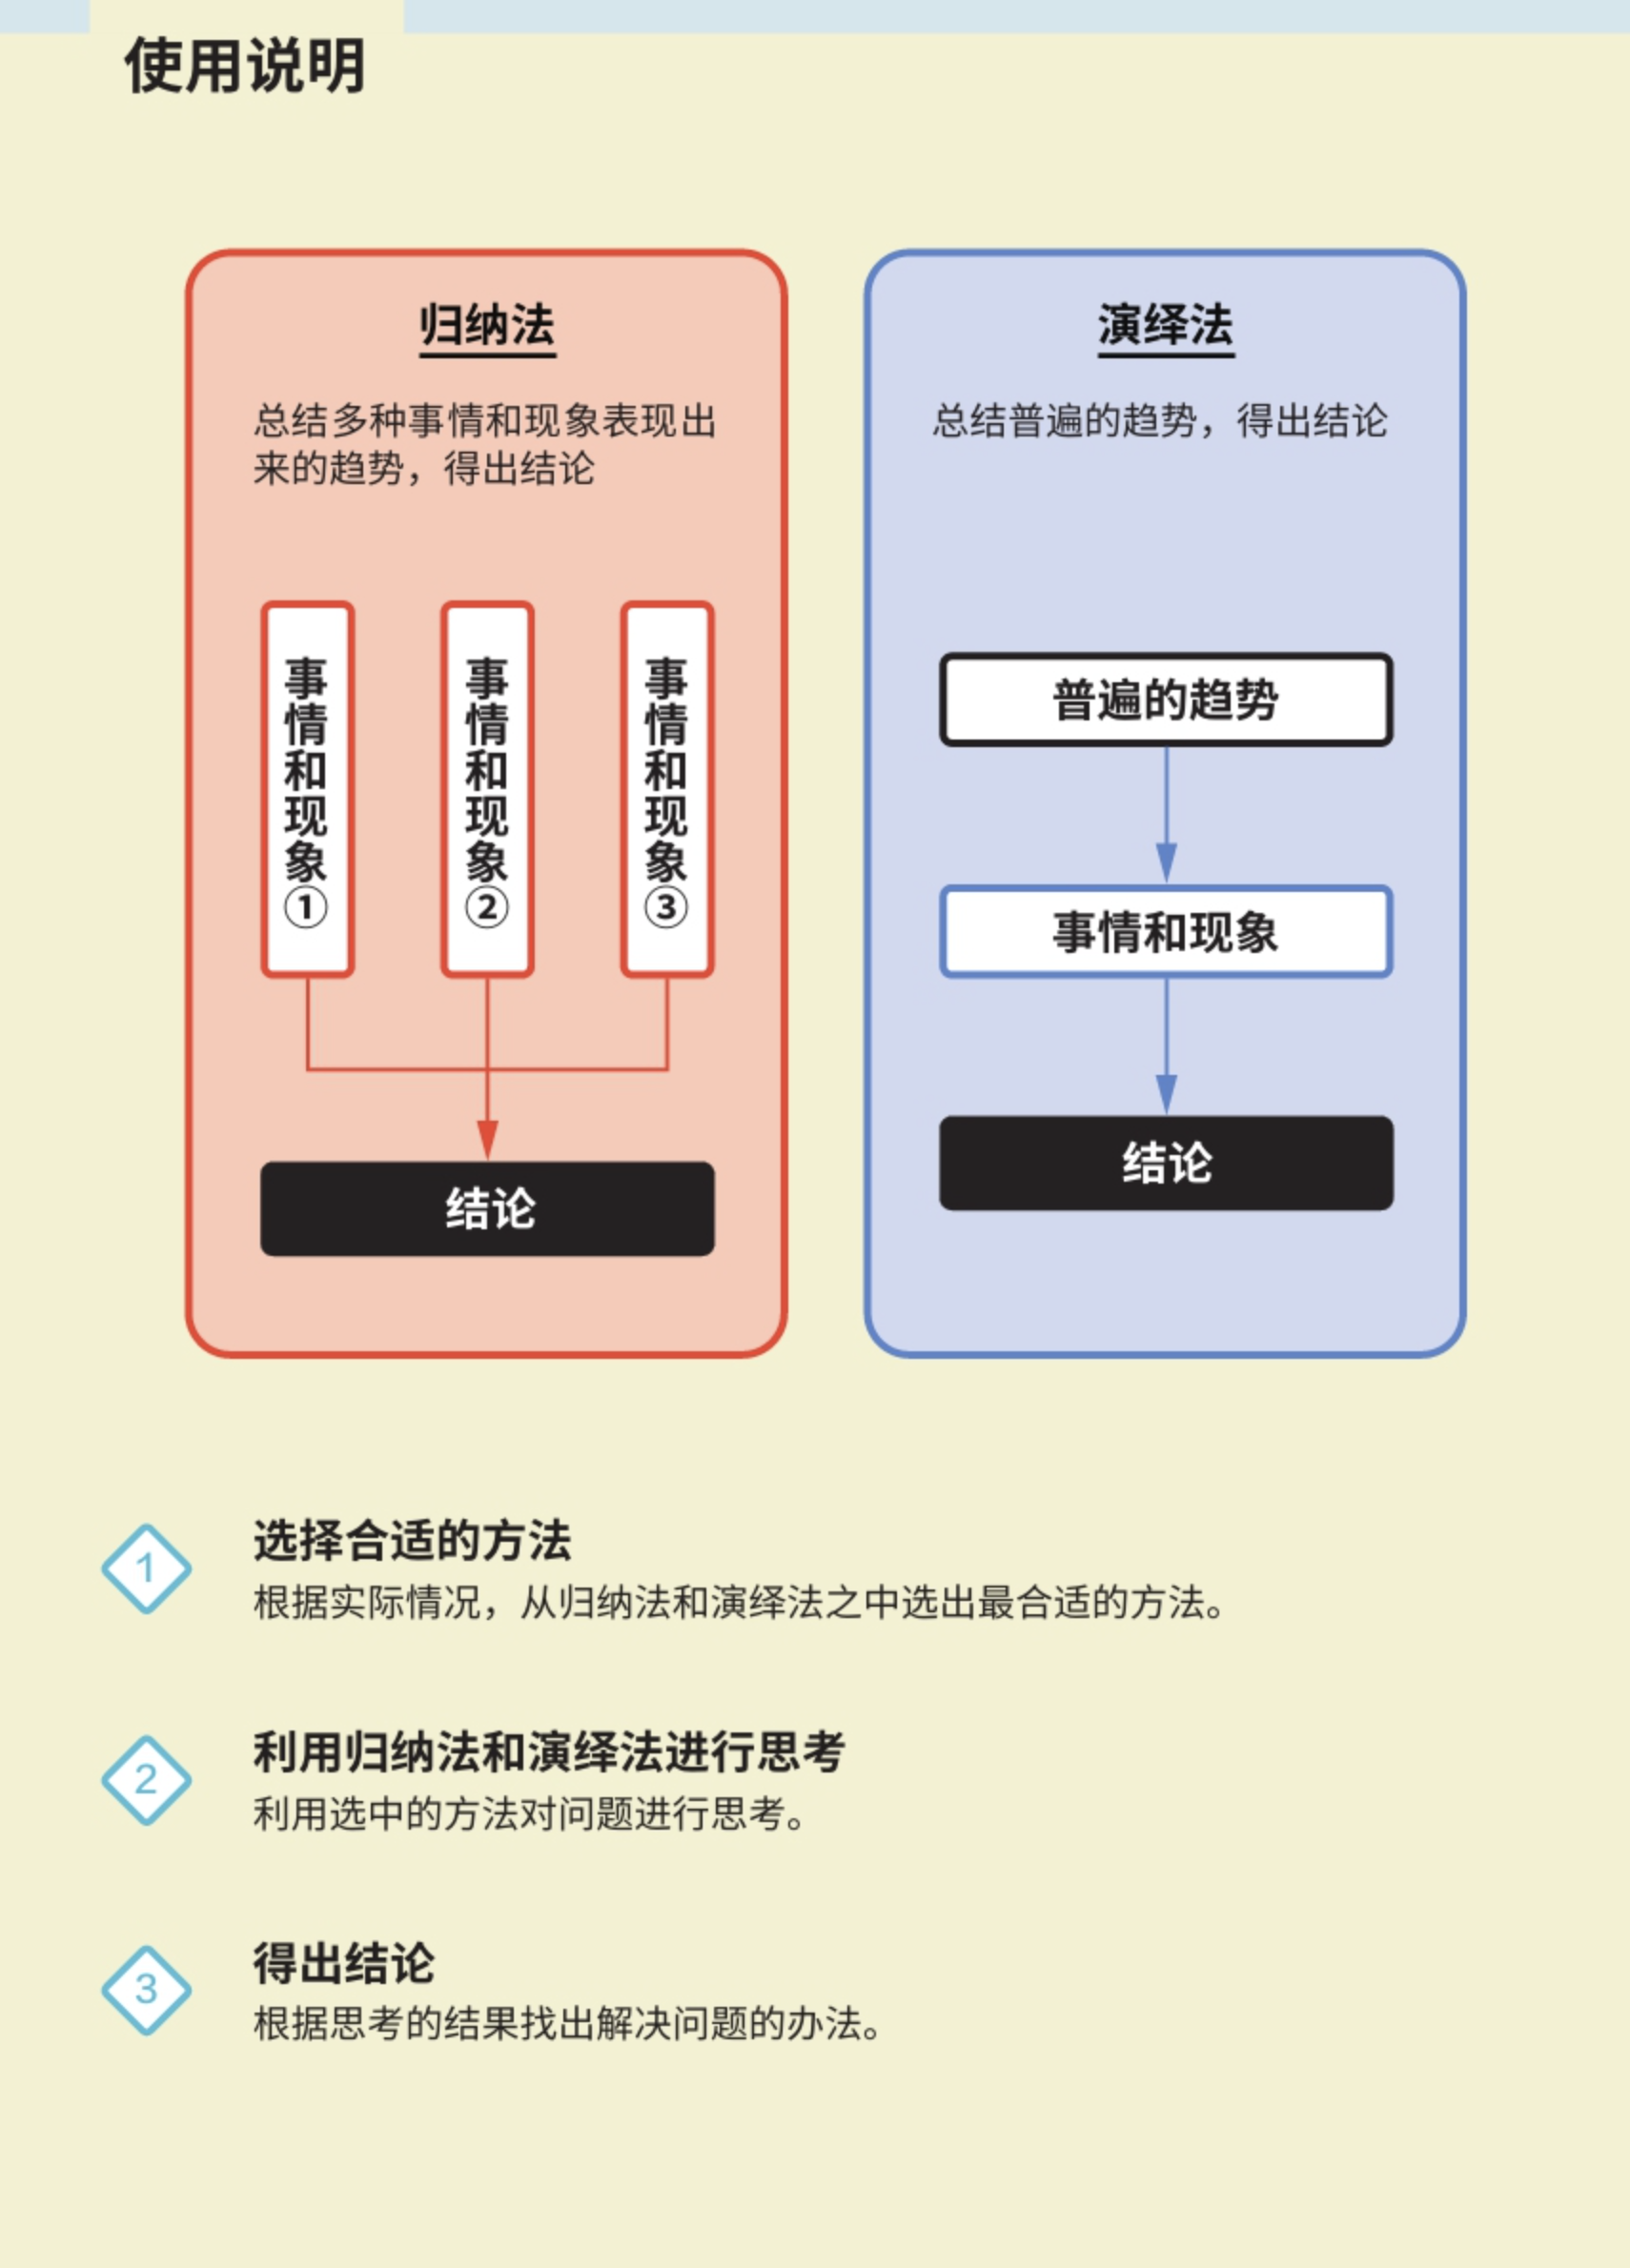 使用说明
归纳法
总结多种事情和现象表现出
来的趋势，得出结论
事情和现象①
事情和现象②
事情和现象③
结论
演绎法
总结普遍的趋势，得出结论
普遍的趋势
事情和现象
结论
1
选择合适的方法
根据实际情况，从归纳法和演绎法之中选出最合适的方法。
2
利用归纳法和演绎法进行思考
利用选中的方法对问题进行思考。
3
得出结论
根据思考的结果找出解决问题的办法。